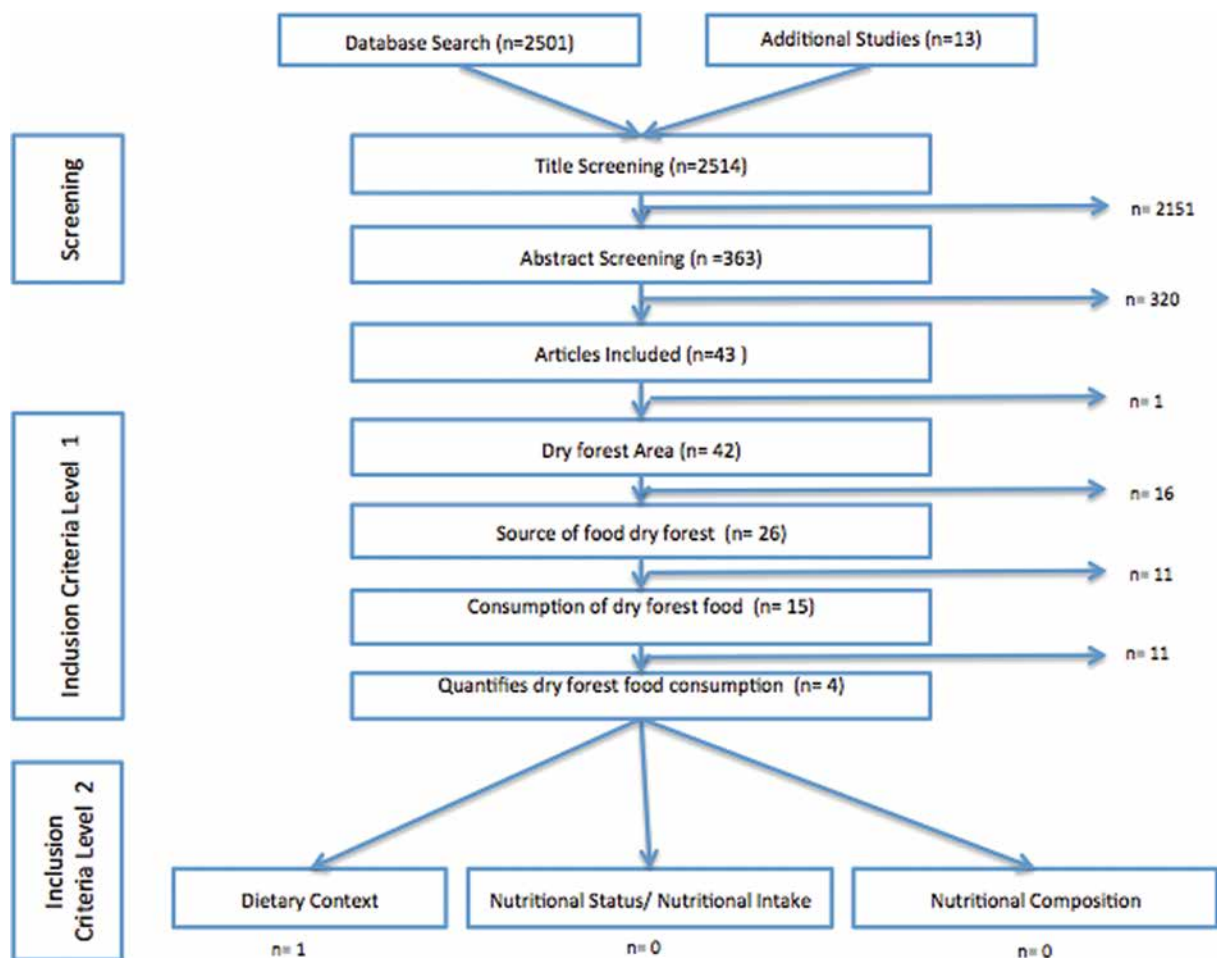 Database Search (n=2501)
Additional Studies (n=13)
Screening
Title Screening (n=2514)
n= 2151
Abstract Screening (n =363)
n= 320
Articles Included (n=43 )
n= 1
Inclusion Criteria Level 1
Dry forest Area (n= 42)
n= 16
Source of food dry forest (n= 26)
n= 11
Consumption of dry forest food (n= 15)
n= 11
Quantifies dry forest food consumption (n= 4)
Inclusion
Criteria Level 2
Dietary Context
Nutritional Status/ Nutritional Intake
Nutritional Composition
n= 1
n= 0
n= 0